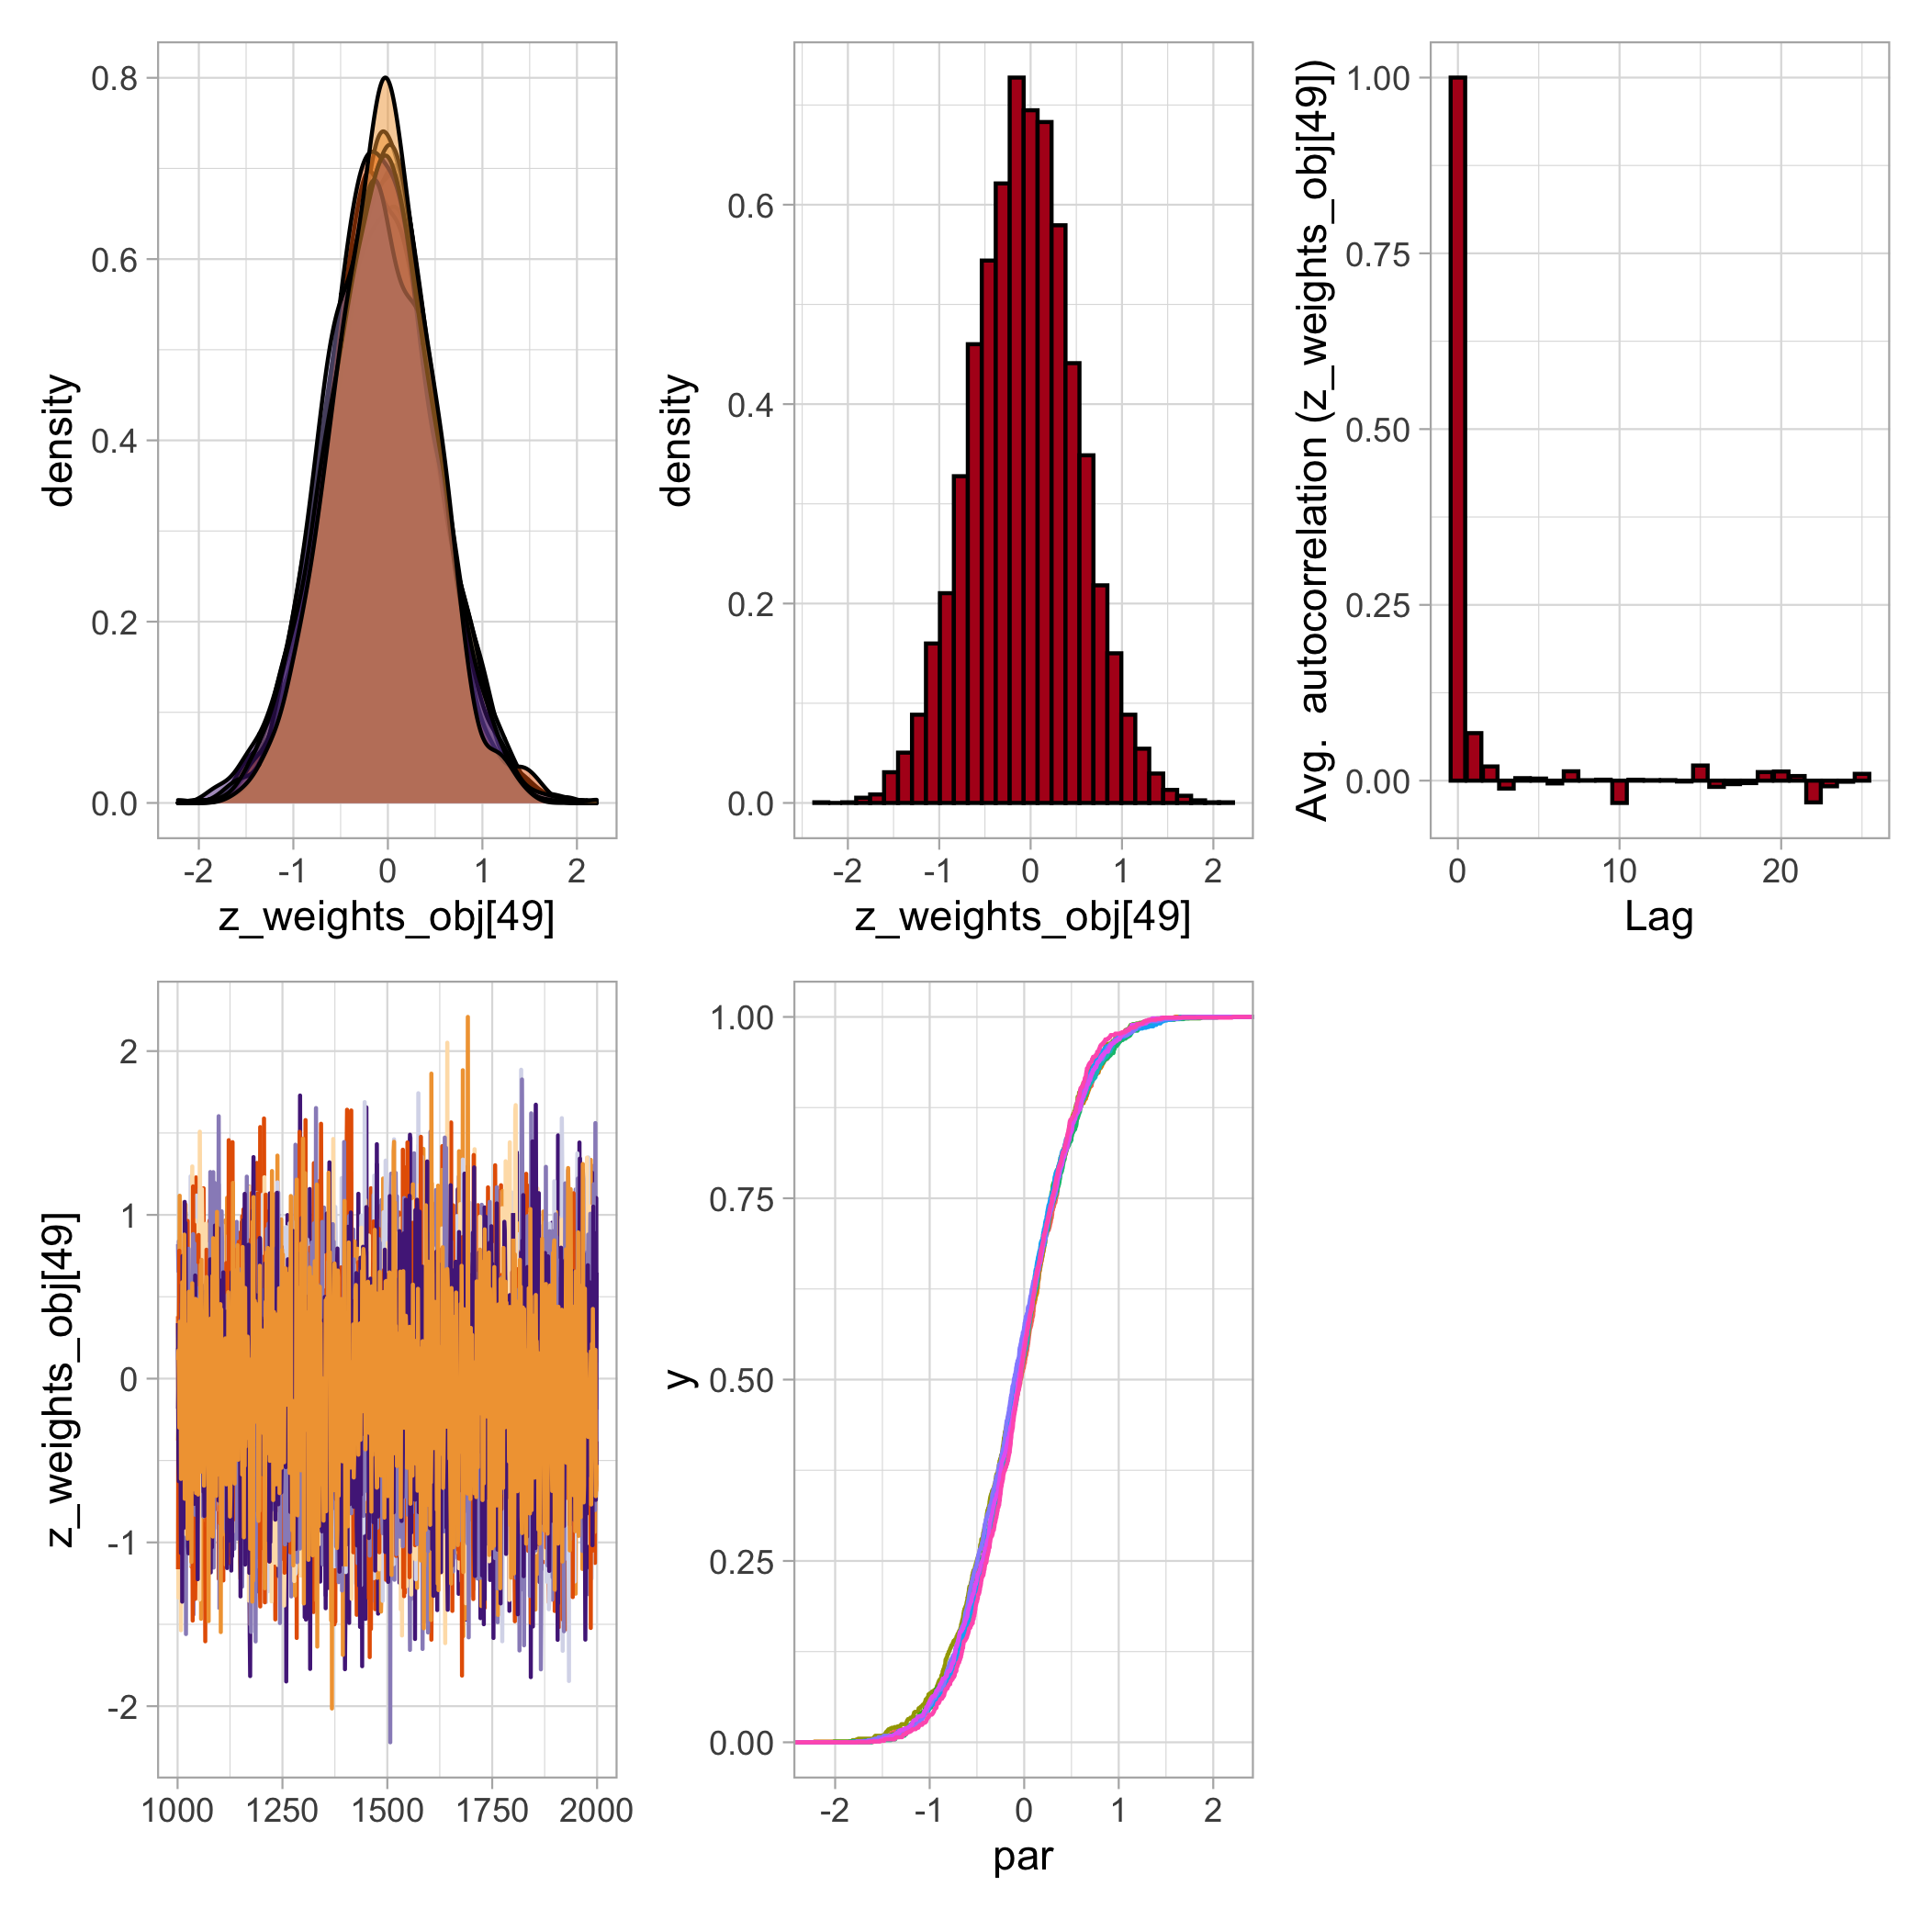 density
0.8
0.6
0.4
0.2
0.0
-2 -1 0 1 2
z_weights_obj[49]
density
0.6
0.4
0.2
0.0
-2 -1 0 1 2
z_weights_obj[49]
Avg. autocorrelation (z_weights_obj[49])
1.00
0.75
0.50
0.25
0.00
0 10 20
Lag
z_weights_obj[49]
2
1
0
-1
-2
1000 1250 1500 1750 2000
y
1.00
0.75
0.50
0.25
0.00
-2 -1 0 1 2
par